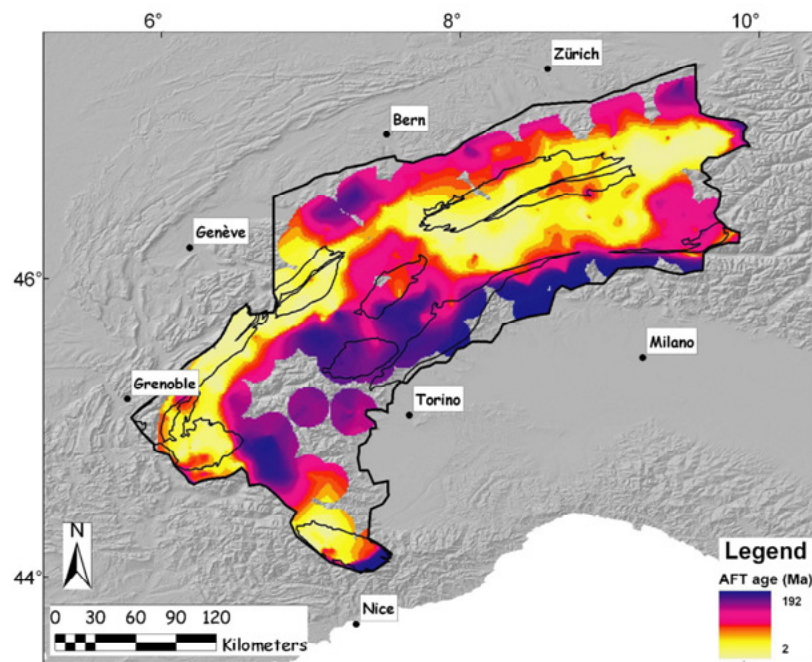 6° 8° 10°
Zürich
Bern
Genève
46°
Milano
Grenoble
Torino
N
44°
Legend
AFT age (Ma)
192
2
Nice
0 30 60 90 120
Kilometers